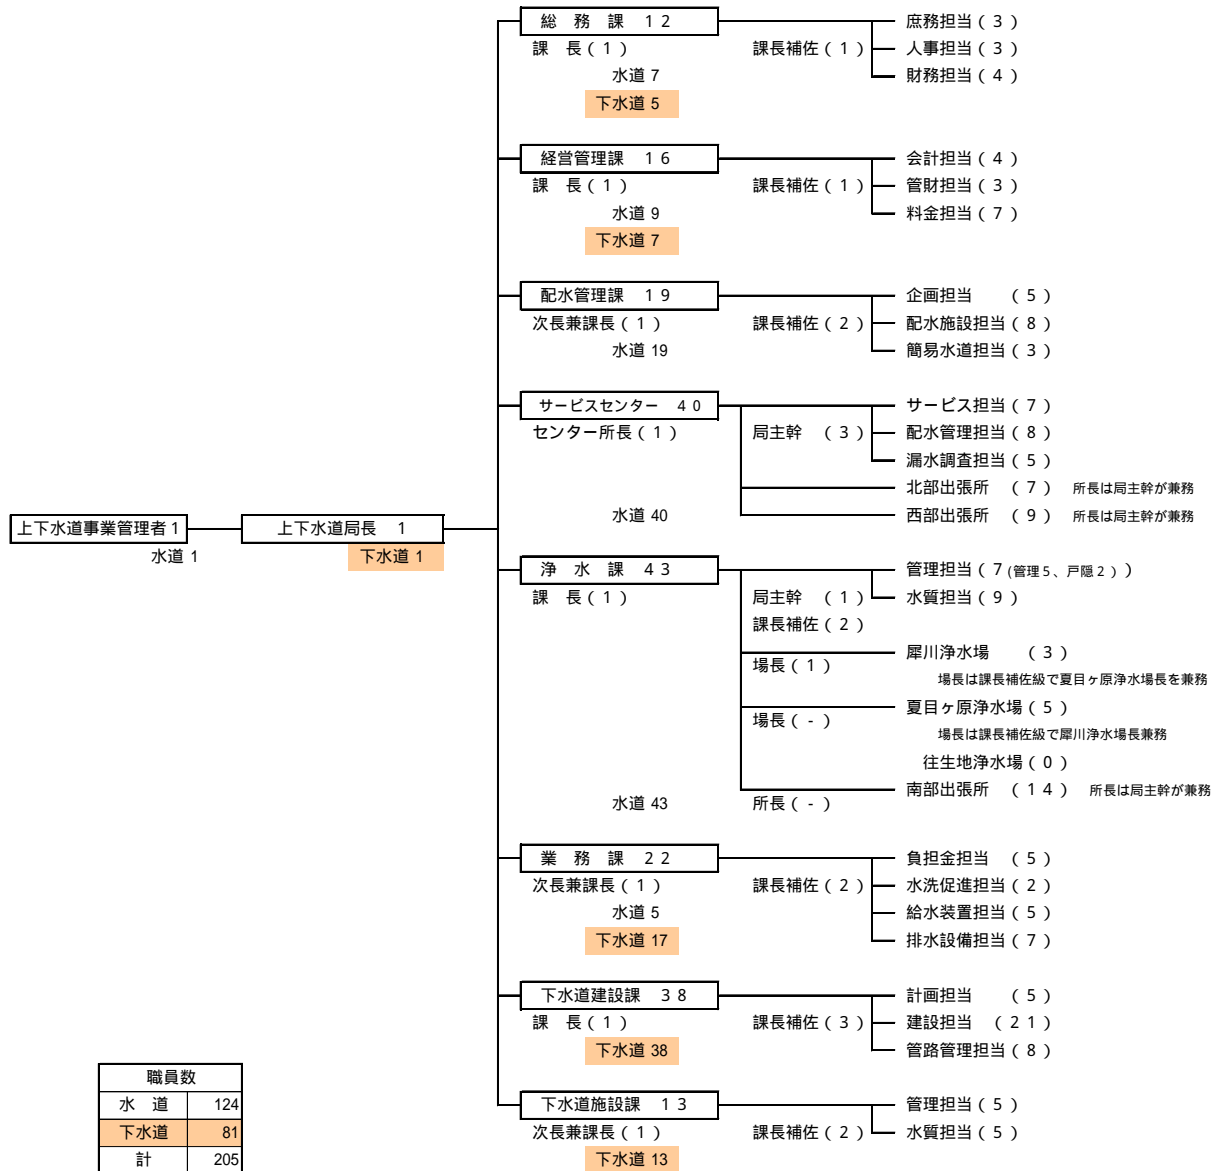 総　務　課　１２
庶務担当（３）
課　長（１）
課長補佐（１）
人事担当（３）
水道 7
財務担当（４）
下水道 5
経営管理課　１６
会計担当（４）
課　長（１）
課長補佐（１）
管財担当（３）
水道 9
料金担当（７）
下水道 7
配水管理課　１９
企画担当　（５）
次長兼課長（１）
課長補佐（２）
配水施設担当（８）
水道 19
簡易水道担当（３）
サービスセンター　４０
サービス担当（７）
センター所長（１）
局主幹　（３）
配水管理担当（８）
漏水調査担当（５）
北部出張所　（７）　所長は局主幹が兼務
水道 40
西部出張所　（９）　所長は局主幹が兼務
上下水道事業管理者１
水道 1
上下水道局長　１
下水道 1
浄　水　課　４３
管理担当（７(管理５、戸隠２)）
課　長（１）
局主幹　（１）
水質担当（９）
課長補佐（２）
犀川浄水場　（３）
場長（１）
場長は課長補佐級で夏目ヶ原浄水場長を兼務
夏目ヶ原浄水場（５）
場長（-）
場長は課長補佐級で犀川浄水場長兼務
往生地浄水場（０）
南部出張所　（１４）　所長は局主幹が兼務
水道 43
所長（-）
業　務　課　２２
負担金担当　（５）
次長兼課長（１）
課長補佐（２）
水洗促進担当（２）
水道 5
給水装置担当（５）
下水道 17
排水設備担当（７）
下水道建設課　３８
計画担当　（５）
課　長（１）
課長補佐（３）
建設担当　（２１）
下水道 38
管路管理担当（８）
下水道施設課　１３
管理担当（５）
次長兼課長（１）
課長補佐（２）
水質担当（５）
下水道 13
職員数
水　道　124
下水道　81
計　205